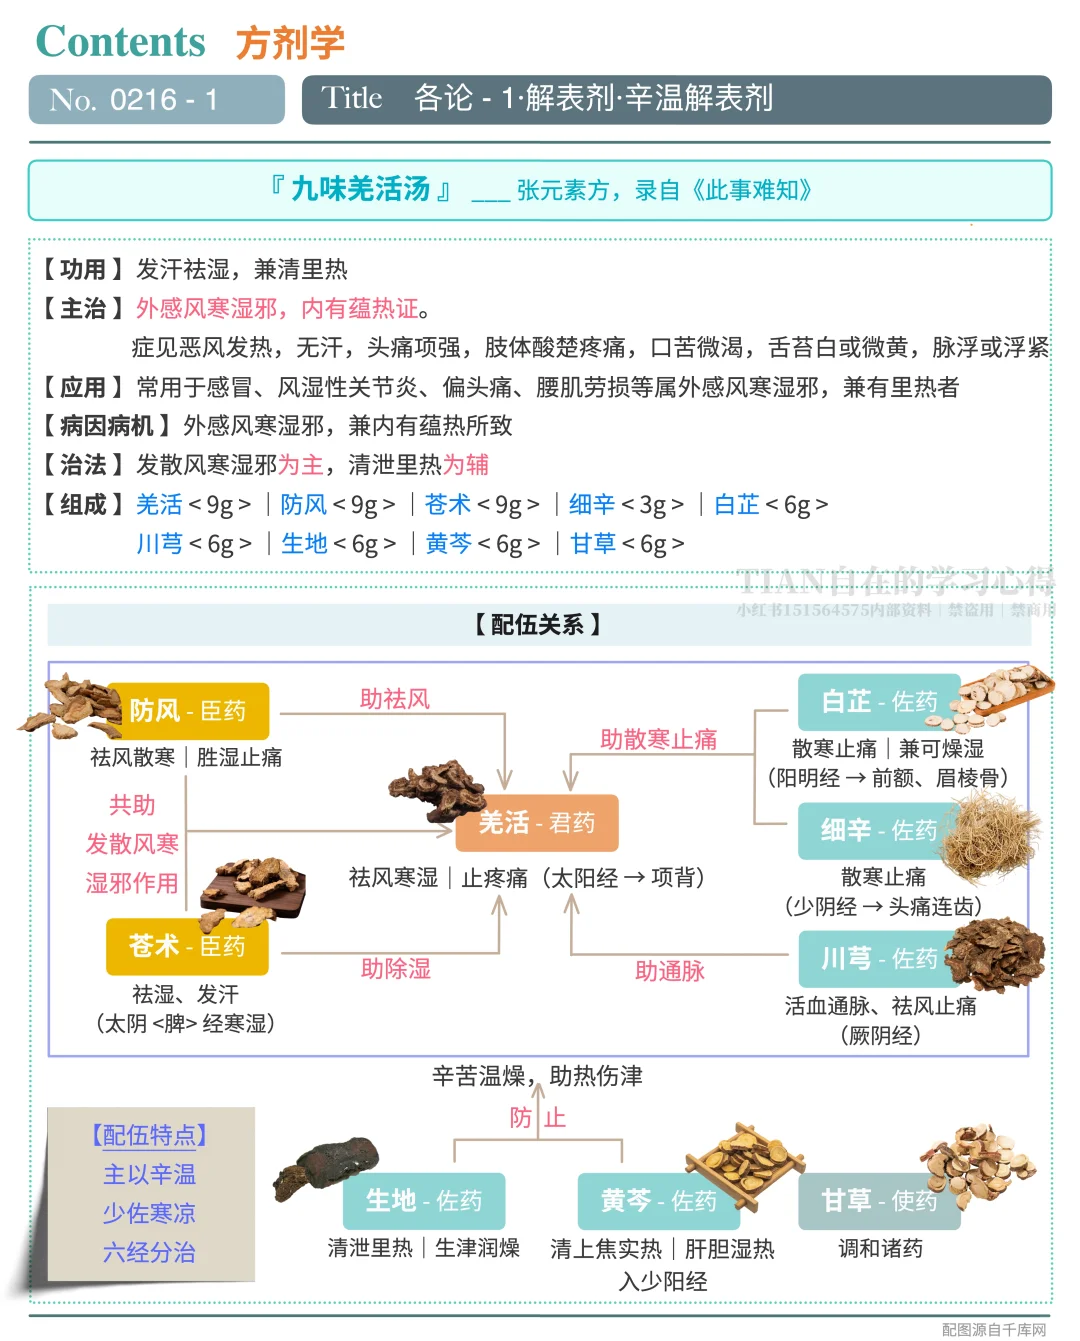 Contents 方剂学
No. 0216 - 1
Title 各论 - 1·解表剂·辛温解表剂
『 九味羌活汤 』 ___ 张元素方，录自《此事难知》
【 功用 】 发汗祛湿，兼清里热
【 主治 】 外感风寒湿邪，内有蕴热证。
症见恶风发热，无汗，头痛项强，肢体酸楚疼痛，口苦微渴，舌苔白或微黄，脉浮或浮紧
【 应用 】 常用于感冒、风湿性关节炎、偏头痛、腰肌劳损等属外感风寒湿邪，兼有里热者
【 病因病机 】 外感风寒湿邪，兼内有蕴热所致
【 治法 】 发散风寒湿邪为主，清泄里热为辅
【 组成 】 羌活 < 9g > ｜防风 < 9g > ｜苍术 < 9g > ｜细辛 < 3g > ｜白芷 < 6g >
川芎 < 6g > ｜生地 < 6g > ｜黄芩 < 6g > ｜甘草 < 6g >
TIAN自在的学习心得
小红书151564575内部资料｜禁盗用｜禁商用
【 配伍关系 】
防风 - 臣药
祛风散寒｜胜湿止痛
助祛风
白芷 - 佐药
散寒止痛｜兼可燥湿
（阳明经 → 前额、眉棱骨）
助散寒止痛
共助
发散风寒
湿邪作用
羌活 - 君药
祛风寒湿｜止疼痛（太阳经 → 项背）
细辛 - 佐药
散寒止痛
（少阴经 → 头痛连齿）
苍术 - 臣药
祛湿、发汗
（太阴 <脾> 经寒湿）
助除湿
助通脉
川芎 - 佐药
活血通脉、祛风止痛
（厥阴经）
辛苦温燥，助热伤津
防 止
【配伍特点】
主以辛温
少佐寒凉
六经分治
生地 - 佐药
清泄里热｜生津润燥
黄芩 - 佐药
清上焦实热｜肝胆湿热
入少阳经
甘草 - 使药
调和诸药
配图源自千库网